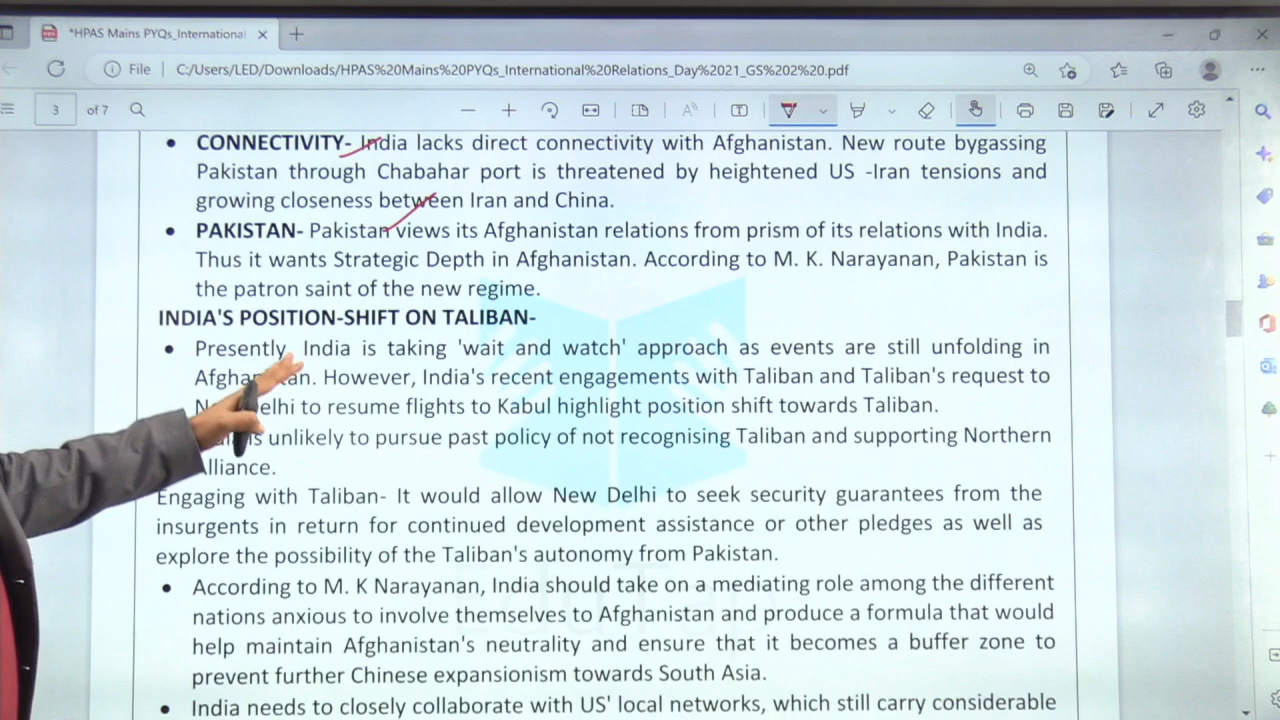 *HPAS Mains PYQs_International
File C:/Users/LED/Downloads/HPAS%20Mains%20PYQs_International%20Relations_Day%2021_GS%202%20.pdf
3 of 7
• CONNECTIVITY- India lacks direct connectivity with Afghanistan. New route bygassing
Pakistan through Chabahar port is threatened by heightened US -Iran tensions and
growing closeness between Iran and China.
• PAKISTAN- Pakistan views its Afghanistan relations from prism of its relations with India.
Thus it wants Strategic Depth in Afghanistan. According to M. K. Narayanan, Pakistan is
the patron saint of the new regime.
INDIA'S POSITION-SHIFT ON TALIBAN-
• Presently, India is taking 'wait and watch' approach as events are still unfolding in
Afghanistan. However, India's recent engagements with Taliban and Taliban's request to
elhi to resume flights to Kabul highlight position shift towards Taliban.
is unlikely to pursue past policy of not recognising Taliban and supporting Northern
Alliance.
Engaging with Taliban- It would allow New Delhi to seek security guarantees from the
insurgents in return for continued development assistance or other pledges as well as
explore the possibility of the Taliban's autonomy from Pakistan.
• According to M. K Narayanan, India should take on a mediating role among the different
nations anxious to involve themselves to Afghanistan and produce a formula that would
help maintain Afghanistan's neutrality and ensure that it becomes a buffer zone to
prevent further Chinese expansionism towards South Asia.
• India needs to closely collaborate with US' local networks, which still carry considerable